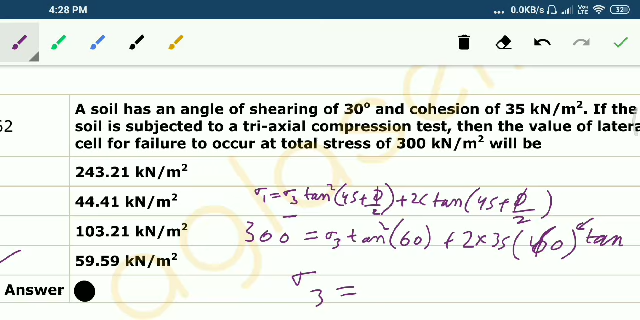 4:28 PM ... 0.0KB/s Vo) LTE 32
62 A soil has an angle of shearing of 30° and cohesion of 35 kN/m². If the
soil is subjected to a tri-axial compression test, then the value of latera
cell for failure to occur at total stress of 300 kN/m² will be
243.21 kN/m²
44.41 kN/m²
σ₁ = σ₃ tan²(45+φ/2) + 2c tan(45+φ/2)
103.21 kN/m²
300 = σ₃ tan²(60) + 2×35(60) tan
59.59 kN/m²
σ₃ =
Answer